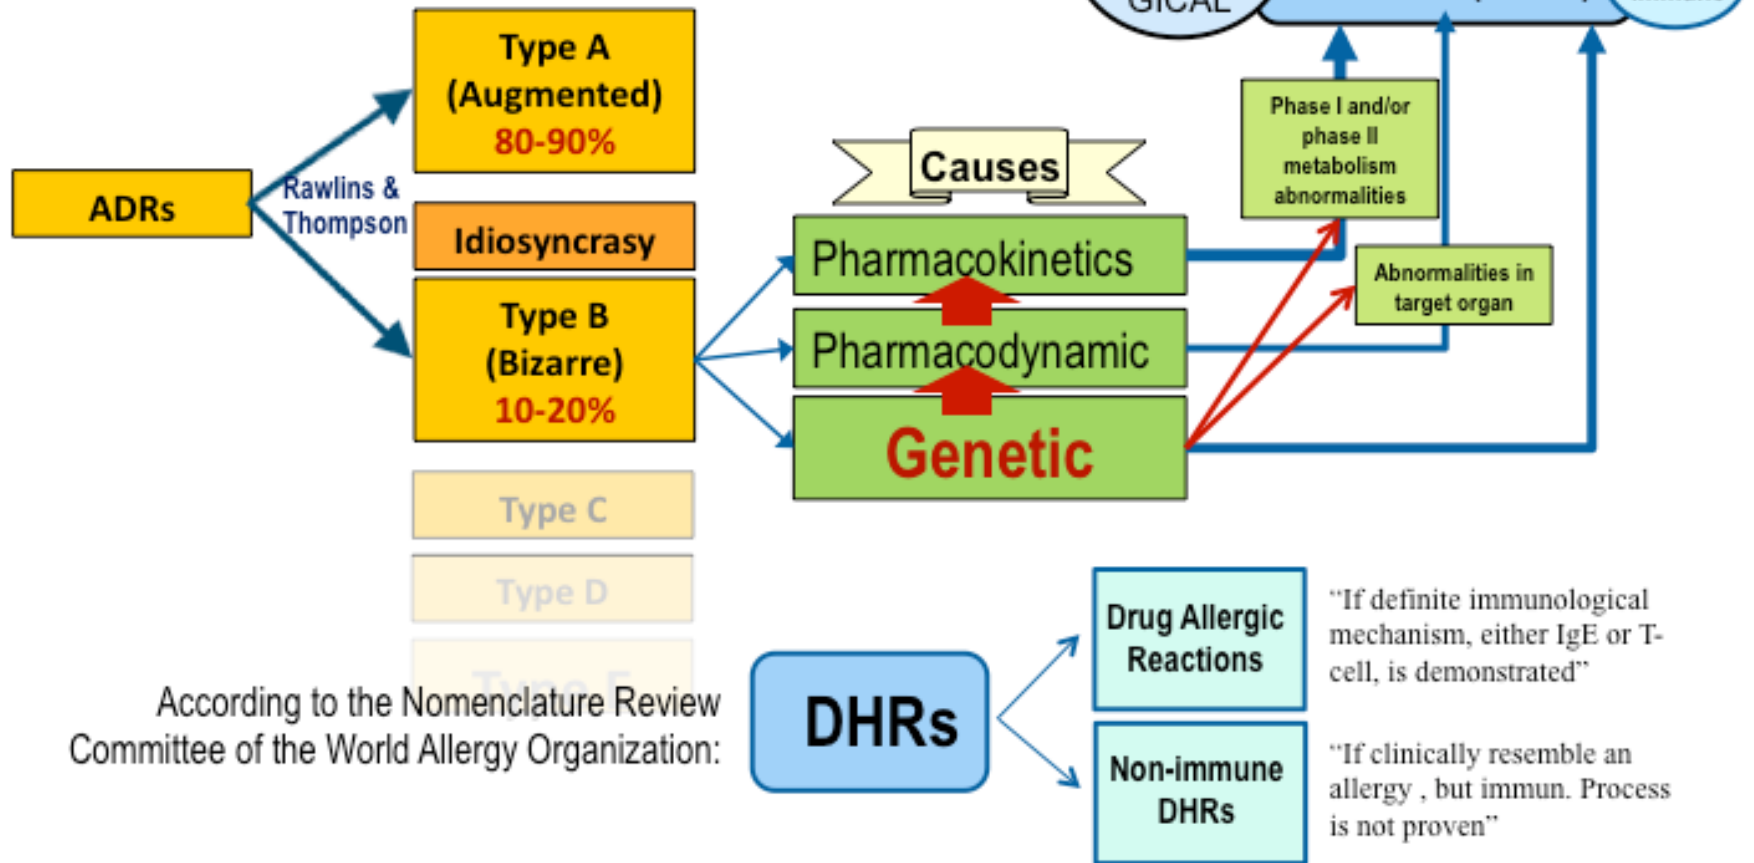 GICAL
Type A
(Augmented)
80-90%
ADRs
Rawlins &
Thompson
Idiosyncrasy
Type B
(Bizarre)
10-20%
Type C
Type D
Causes
Pharmacokinetics
Pharmacodynamic
Genetic
Phase I and/or
phase II
metabolism
abnormalities
Abnormalities in
target organ
According to the Nomenclature Review
Committee of the World Allergy Organization:
DHRs
Drug Allergic
Reactions
“If definite immunological
mechanism, either IgE or T-
cell, is demonstrated”
Non-immune
DHRs
“If clinically resemble an
allergy , but immun. Process
is not proven”